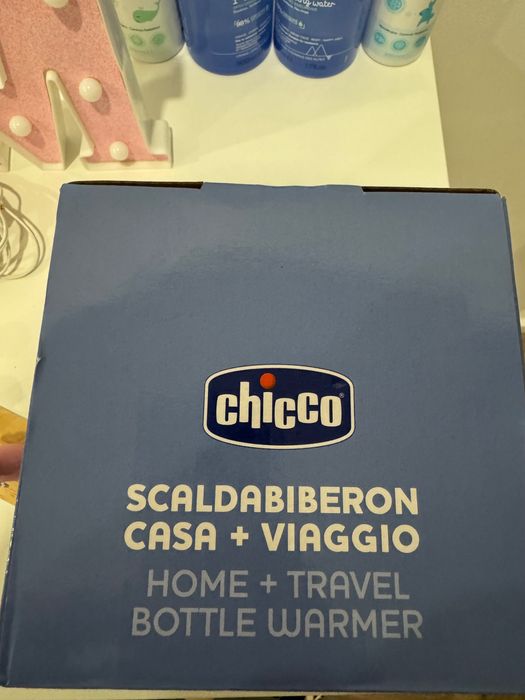 chicco
SCALDABIBERON
CASA + VIAGGIO
HOME + TRAVEL
BOTTLE WARMER